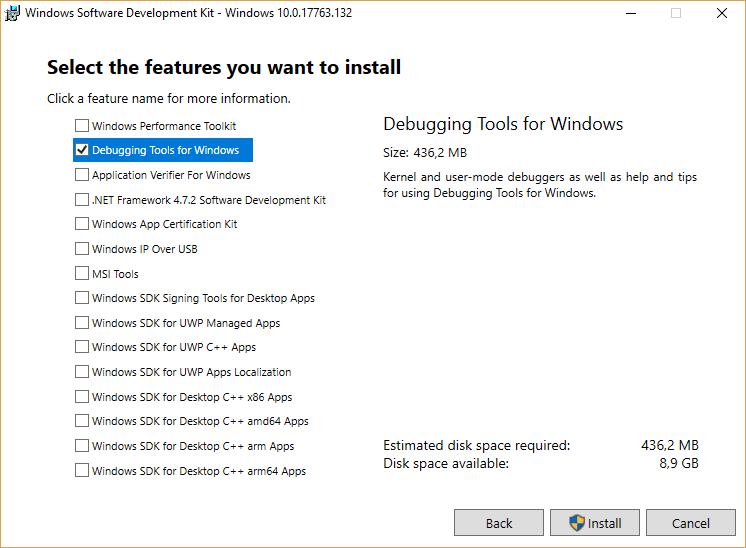 Windows Software Development Kit - Windows 10.0.17763.132
Select the features you want to install
Click a feature name for more information.
Windows Performance Toolkit
Debugging Tools for Windows
Application Verifier For Windows
.NET Framework 4.7.2 Software Development Kit
Windows App Certification Kit
Windows IP Over USB
MSI Tools
Windows SDK Signing Tools for Desktop Apps
Windows SDK for UWP Managed Apps
Windows SDK for UWP C++ Apps
Windows SDK for UWP Apps Localization
Windows SDK for Desktop C++ x86 Apps
Windows SDK for Desktop C++ amd64 Apps
Windows SDK for Desktop C++ arm Apps
Windows SDK for Desktop C++ arm64 Apps
Debugging Tools for Windows
Size: 436,2 MB
Kernel and user-mode debuggers as well as help and tips
for using Debugging Tools for Windows.
Estimated disk space required: 436,2 MB
Disk space available: 8,9 GB
Back Install Cancel